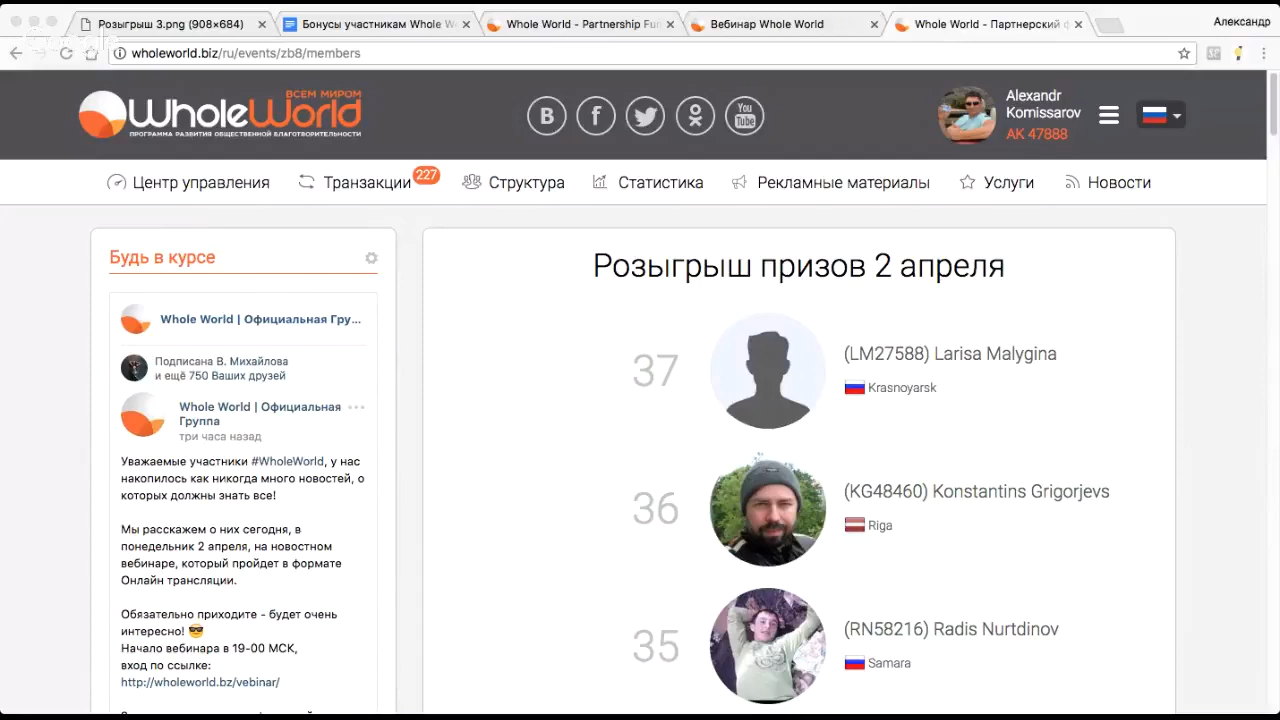 Розыгрыш 3.png (908×684)
Бонусы участникам Whole W
Whole World - Partnership Fun
Вебинар Whole World
Whole World - Партнерский ф
Александр
wholeworld.biz/ru/events/zb8/members
ВСЕМ МИРОМ
WholeWorld
ПРОГРАММА РАЗВИТИЯ ОБЩЕСТВЕННОЙ БЛАГОТВОРИТЕЛЬНОСТИ
You Tube
Alexandr
Komissarov
AK 47888
Центр управления
Транзакции 227
Структура
Статистика
Рекламные материалы
Услуги
Новости
Будь в курсе
Whole World | Официальная Гру...
Подписана В. Михайлова
и ещё 750 Ваших друзей
Whole World | Официальная
Группа
три часа назад
Уважаемые участники #WholeWorld, у нас
накопилось как никогда много новостей, о
которых должны знать все!
Мы расскажем о них сегодня, в
понедельник 2 апреля, на новостном
вебинаре, который пройдет в формате
Онлайн трансляции.
Обязательно приходите - будет очень
интересно! 😎
Начало вебинара в 19-00 МСК,
вход по ссылке:
http://wholeworld.bz/vebinar/
Розыгрыш призов 2 апреля
37
(LM27588) Larisa Malygina
Krasnoyarsk
36
(KG48460) Konstantins Grigorjevs
Riga
35
(RN58216) Radis Nurtdinov
Samara